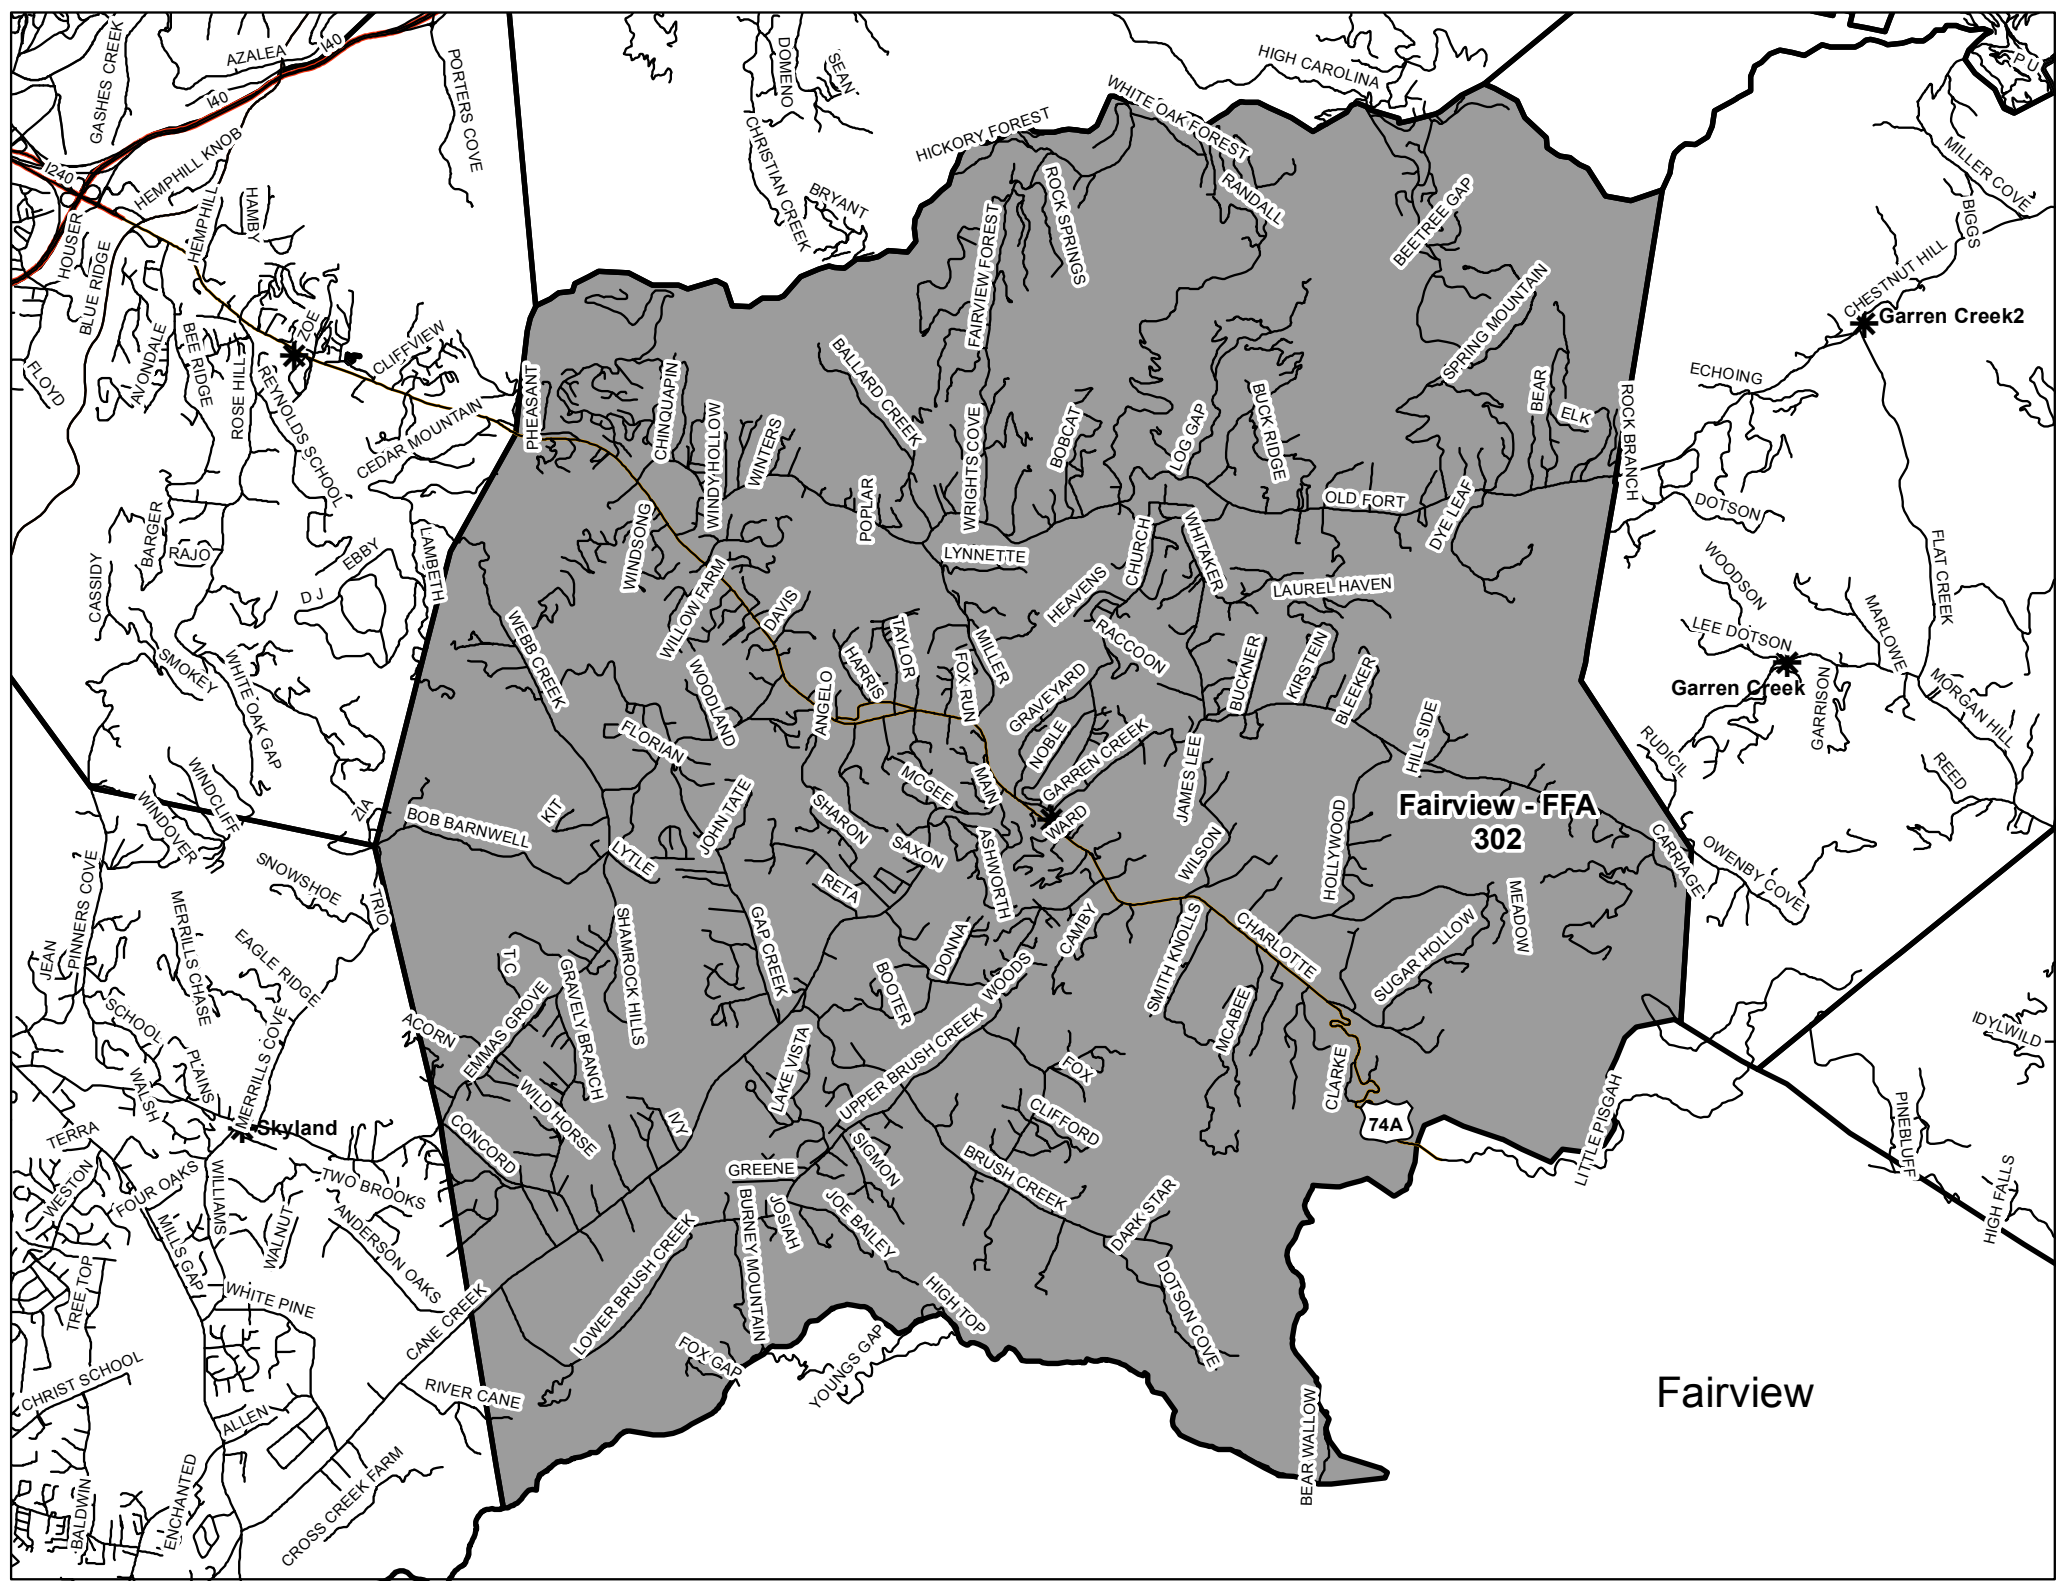 GASHES CREEK
AZALEA
I40
I40
PORTERS COVE
DOMENO
SEAN
HIGH CAROLINA
WHITE OAK FOREST
HICKORY FOREST
CHRISTIAN CREEK
BRYANT
ROCK SPRINGS
RANDALL
BEETREE GAP
MILLER COVE
BIGGS
CHESTNUT HILL
Garren Creek2
I240
HEMPHILL KNOB
HEMPHILL
HAMBY
HOUSER
BLUE RIDGE
FAIRVIEW FOREST
SPRING MOUNTAIN
ZOE
CLIFFVIEW
AVONDALE
BEE RIDGE
FLOYD
ROSE HILL
REYNOLDS SCHOOL
CEDAR MOUNTAIN
PHEASANT
CHINQUAPIN
WINDYHOLLOW
WINTERS
BALLARD CREEK
WRIGHTS COVE
BOBCAT
LOG GAP
BUCK RIDGE
BEAR
ELK
ROCK BRANCH
ECHOING
DOTSON
OLD FORT
DYE LEAF
POPLAR
WINDSONG
LYNNETTE
CHURCH
WHITAKER
LAUREL HAVEN
HEAVENS
LAMBETH
BARGER
RAJO
CASSIDY
EBBY
D J
WOODSON
LEE DOTSON
FLAT CREEK
MARLOWE
Garren Creek
GARRISON
MORGAN HILL
REED
RUDICIL
WILLOW FARM
DAVIS
WEBB CREEK
WOODLAND
HARRIS
TAYLOR
ANGELO
FOX RUN
MILLER
RACOON
GRAVEYARD
NOBLE
GARREN CREEK
BUCKNER
KIRSTEIN
BLEEKER
HILLSIDE
SMOKEY
WHITE OAK GAP
FLORIAN
MCGEE
MAIN
WARD
JAMES LEE
Fairview - FFA
302
WINDCLIFF
WINDOVER
ZIA
BOB BARNWELL
KIT
LYTLE
JOHN TATE
SHARON
SAXON
ASHWORTH
WILSON
HOLLYWOOD
CARRIAGE
OWENBY COVE
PINNERS COVE
SNOWSHOE
TRIO
MERRILLS CHASE
EAGLE RIDGE
RETA
CAMBY
MEADOW
JEAN
SCHOOL
PLAINS
WALSH
MERRILLS COVE
T C
SHAMROCK HILLS
GRAVELY BRANCH
EMMAS GROVE
ACORN
GAP CREEK
BOOTER
DONNA
WOODS
SMITH KNOLLS
CHARLOTTE
SUGAR HOLLOW
MCABEE
CLARKE
74A
IDYLWILD
LITTLE PISGAH
PINEBLUFF
HIGH FALLS
LAKE VISTA
UPPER BRUSH CREEK
FOX
CLIFFORD
WILD HORSE
IVY
CONCORD
Skyland
TERRA
WESTON
FOUR OAKS
WILLIAMS
TWO BROOKS
WALNUT
ANDERSON OAKS
MILLS GAP
WHITE PINE
TREE TOP
GREENE
SIGMON
BRUSH CREEK
DARK STAR
JOSIAH
JOE BAILEY
BURNEY MOUNTAIN
LOWER BRUSH CREEK
HIGH TOP
DOTSON COVE
CANE CREEK
FOX GAP
YOUNGS GAP
RIVER CANE
CHRIST SCHOOL
ALLEN
CROSS CREEK FARM
ENCHANTED
BALDWIN
BEARWALLOW
Fairview